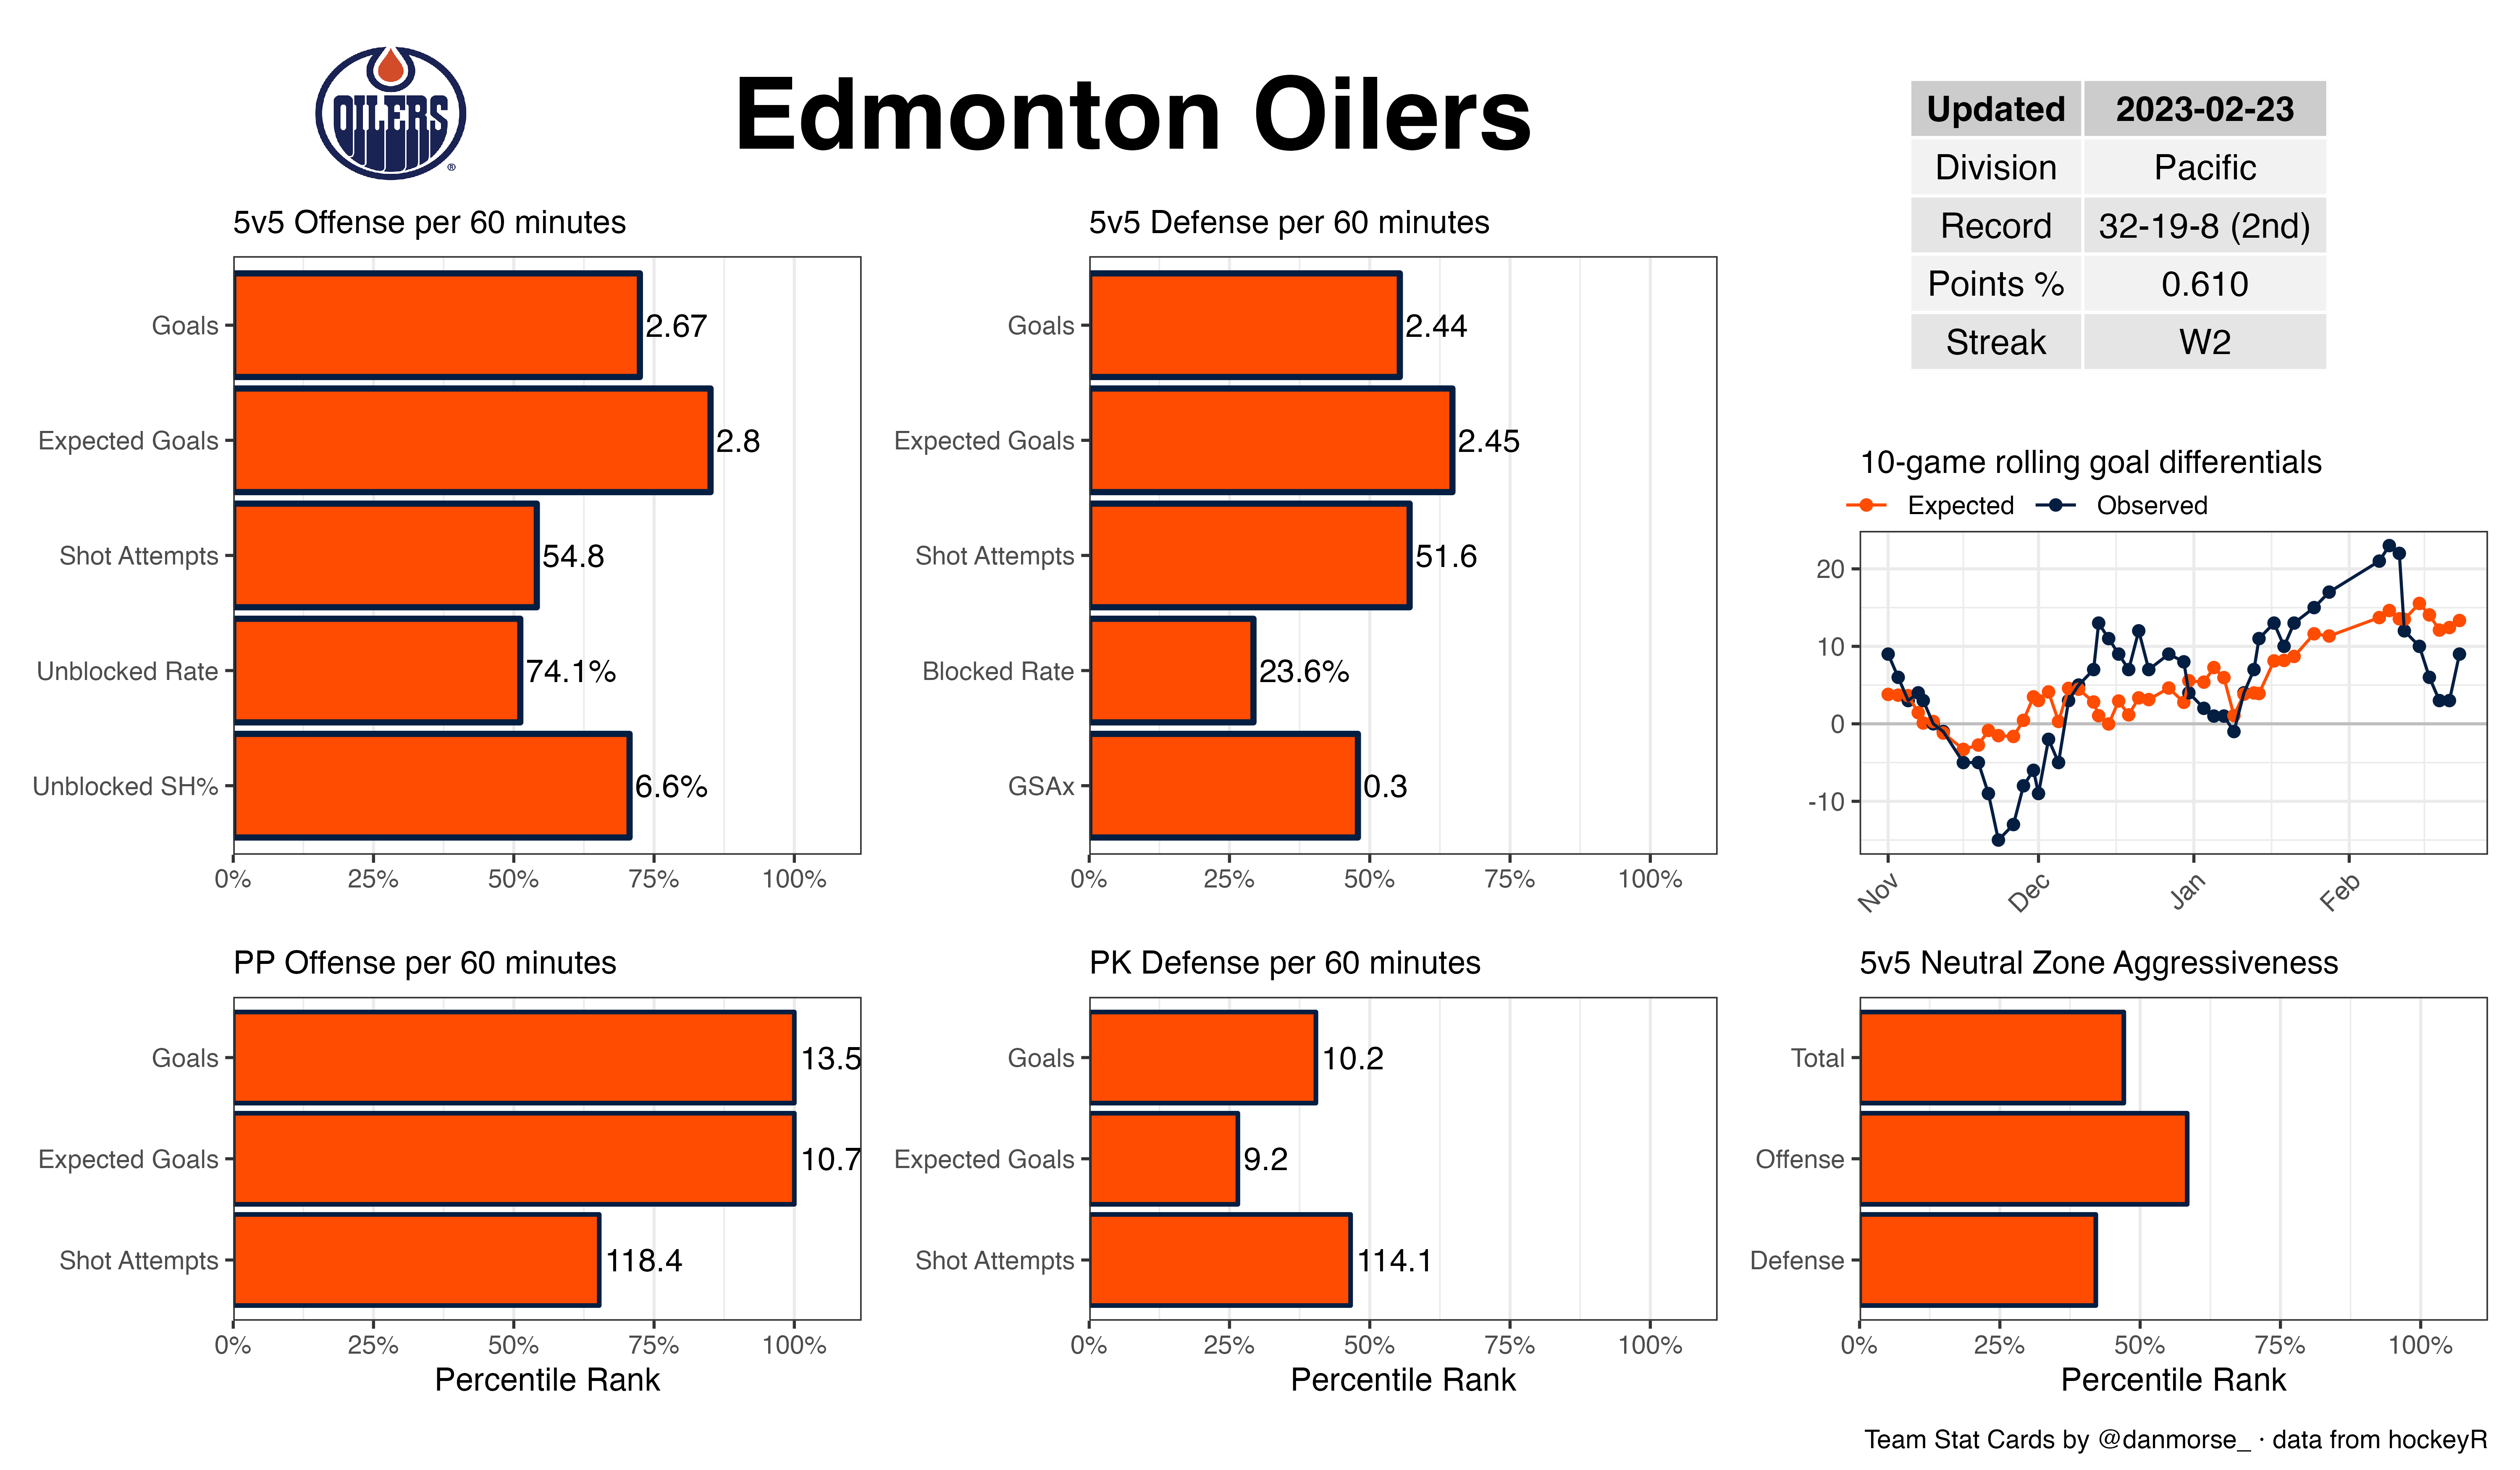 OILERS
®
Edmonton Oilers
Updated 2023-02-23
Division Pacific
Record 32-19-8 (2nd)
Points % 0.610
Streak W2
5v5 Offense per 60 minutes
Goals 2.67
Expected Goals 2.8
Shot Attempts 54.8
Unblocked Rate 74.1%
Unblocked SH% 6.6%
0% 25% 50% 75% 100%
5v5 Defense per 60 minutes
Goals 2.44
Expected Goals 2.45
Shot Attempts 51.6
Blocked Rate 23.6%
GSAx 0.3
0% 25% 50% 75% 100%
10-game rolling goal differentials
Expected Observed
20
10
0
-10
Nov Dec Jan Feb
PP Offense per 60 minutes
Goals 13.5
Expected Goals 10.7
Shot Attempts 118.4
0% 25% 50% 75% 100%
Percentile Rank
PK Defense per 60 minutes
Goals 10.2
Expected Goals 9.2
Shot Attempts 114.1
0% 25% 50% 75% 100%
Percentile Rank
5v5 Neutral Zone Aggressiveness
Total
Offense
Defense
0% 25% 50% 75% 100%
Percentile Rank
Team Stat Cards by @danmorse_ · data from hockeyR